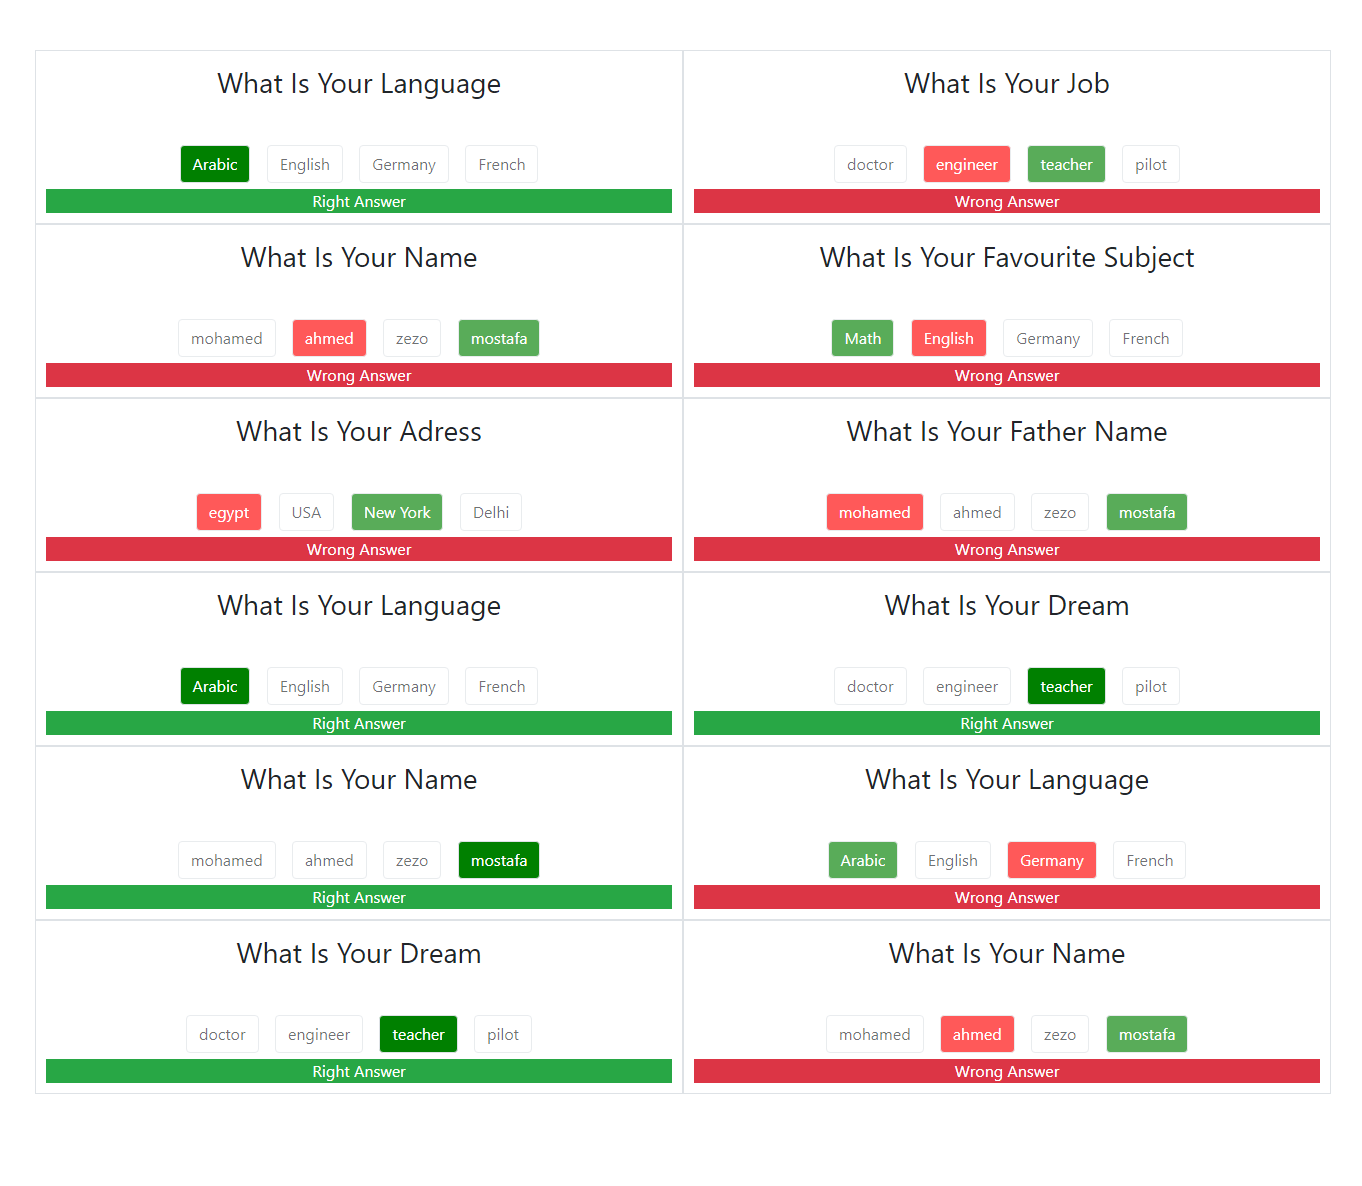 What Is Your Language
Arabic English Germany French
Right Answer
What Is Your Job
doctor engineer teacher pilot
Wrong Answer
What Is Your Name
mohamed ahmed zezo mostafa
Wrong Answer
What Is Your Favourite Subject
Math English Germany French
Wrong Answer
What Is Your Adress
egypt USA New York Delhi
Wrong Answer
What Is Your Father Name
mohamed ahmed zezo mostafa
Wrong Answer
What Is Your Language
Arabic English Germany French
Right Answer
What Is Your Dream
doctor engineer teacher pilot
Right Answer
What Is Your Name
mohamed ahmed zezo mostafa
Right Answer
What Is Your Language
Arabic English Germany French
Wrong Answer
What Is Your Dream
doctor engineer teacher pilot
Right Answer
What Is Your Name
mohamed ahmed zezo mostafa
Wrong Answer